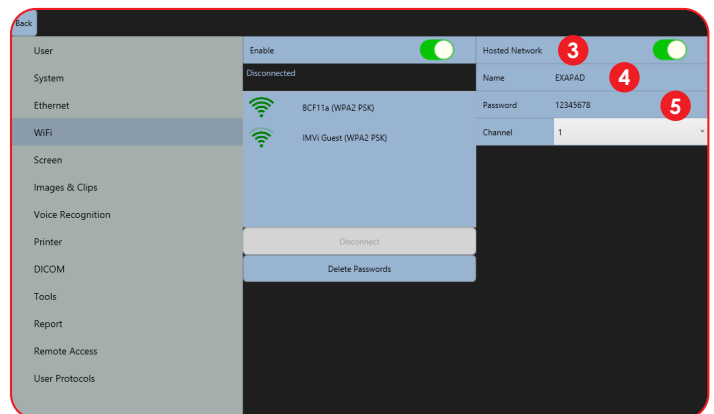 Back
User
System
Ethernet
WiFi
Screen
Images & Clips
Voice Recognition
Printer
DICOM
Tools
Report
Remote Access
User Protocols
Enable
Disconnected
BCF11a (WPA2 PSK)
IMVi Guest (WPA2 PSK)
Disconnect
Delete Passwords
Hosted Network 3
Name EXAPAD 4
Password 12345678 5
Channel 1